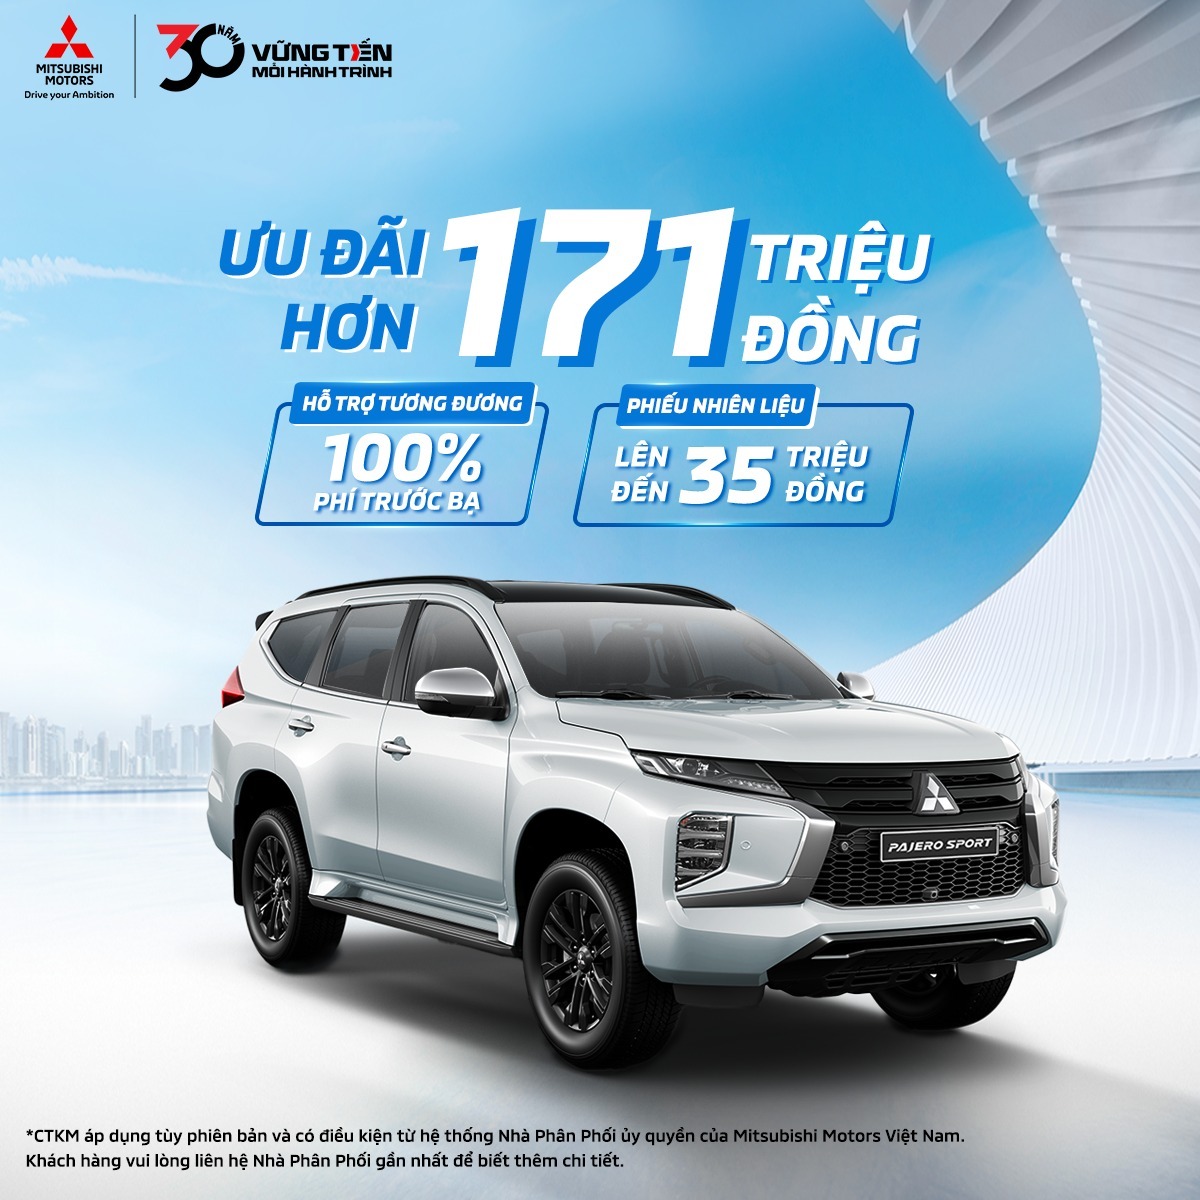 MITSUBISHI
MOTORS
Drive your Ambition
30 NĂM VỮNG TIẾN
MỖI HÀNH TRÌNH
ƯU ĐÃI
HƠN
171
TRIỆU
ĐỒNG
HỖ TRỢ TƯƠNG ĐƯƠNG
100%
PHÍ TRƯỚC BẠ
PHIẾU NHIÊN LIỆU
LÊN
ĐẾN
35
TRIỆU
ĐỒNG
PAJERO SPORT
*CTKM áp dụng tùy phiên bản và có điều kiện từ hệ thống Nhà Phân Phối ủy quyền của Mitsubishi Motors Việt Nam.
Khách hàng vui lòng liên hệ Nhà Phân Phối gần nhất để biết thêm chi tiết.